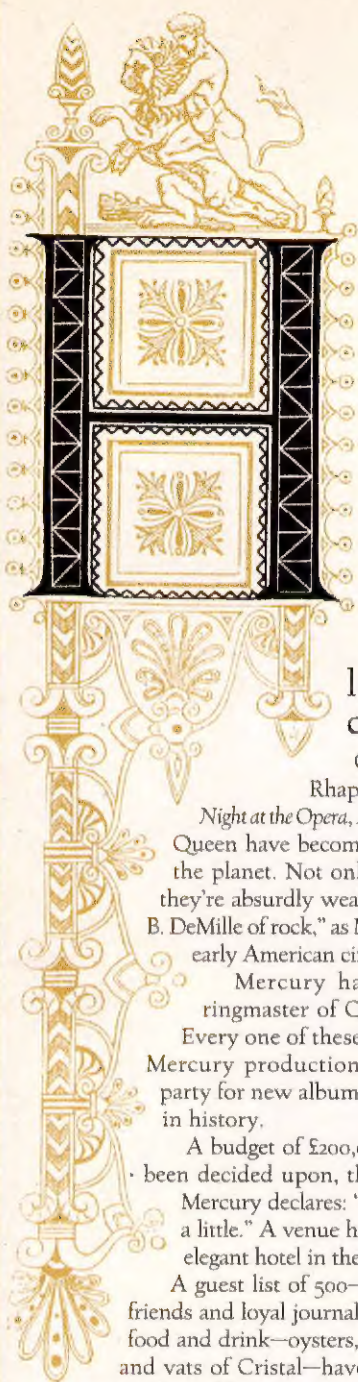 H
Rhap
Night at the Opera,
Queen have becom
the planet. Not onl
they're absurdly wea
B. DeMille of rock," as M
early American ci
Mercury ha
ringmaster of C
Every one of these
Mercury production
party for new album
in history.
A budget of £200,
been decided upon, th
Mercury declares: "
a little." A venue h
elegant hotel in the
A guest list of 500—
friends and loyal journal
food and drink—oysters,
and vats of Cristal—hav